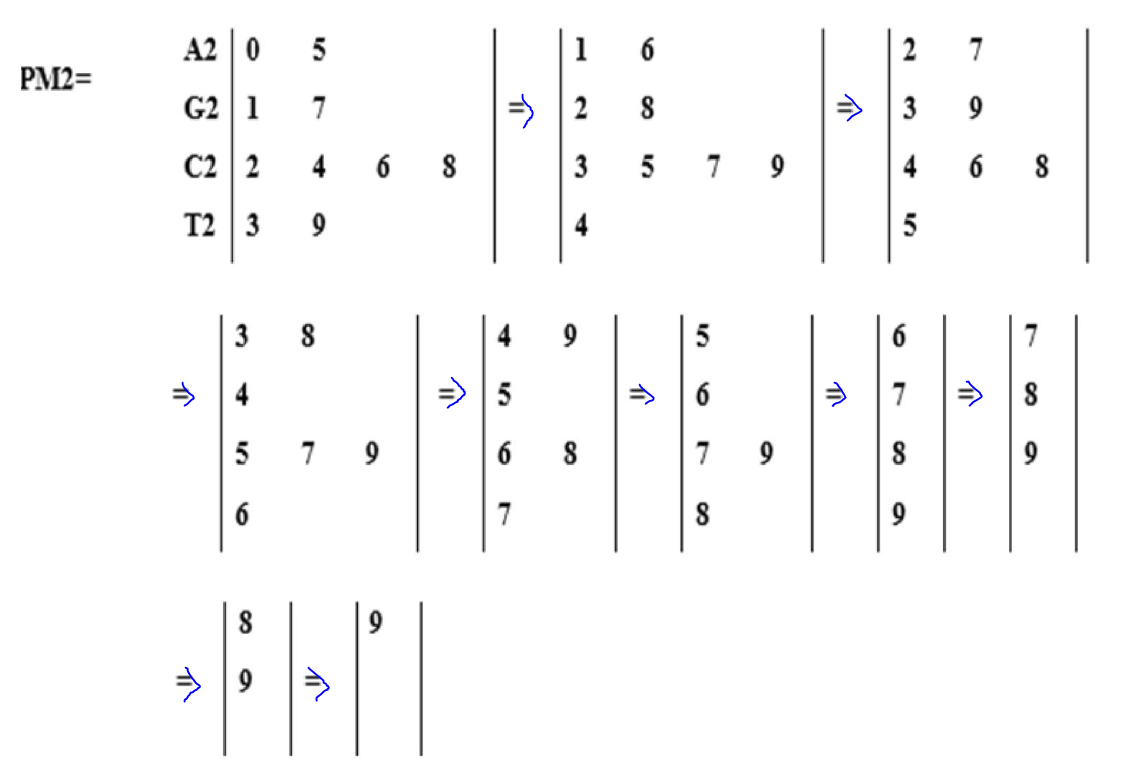 A2 0 5 ⇒ 1 6 ⇒ 2 7
PM2=
G2 1 7 2 8 3 9
C2 2 4 6 8 3 5 7 9 4 6 8
T2 3 9 4 5
⇒ 3 8 ⇒ 4 9 ⇒ 5 ⇒ 6 ⇒ 7
4 5 6 7 8
5 7 9 6 8 7 9 8 9
6 7 8 9
⇒ 8 ⇒ 9
9